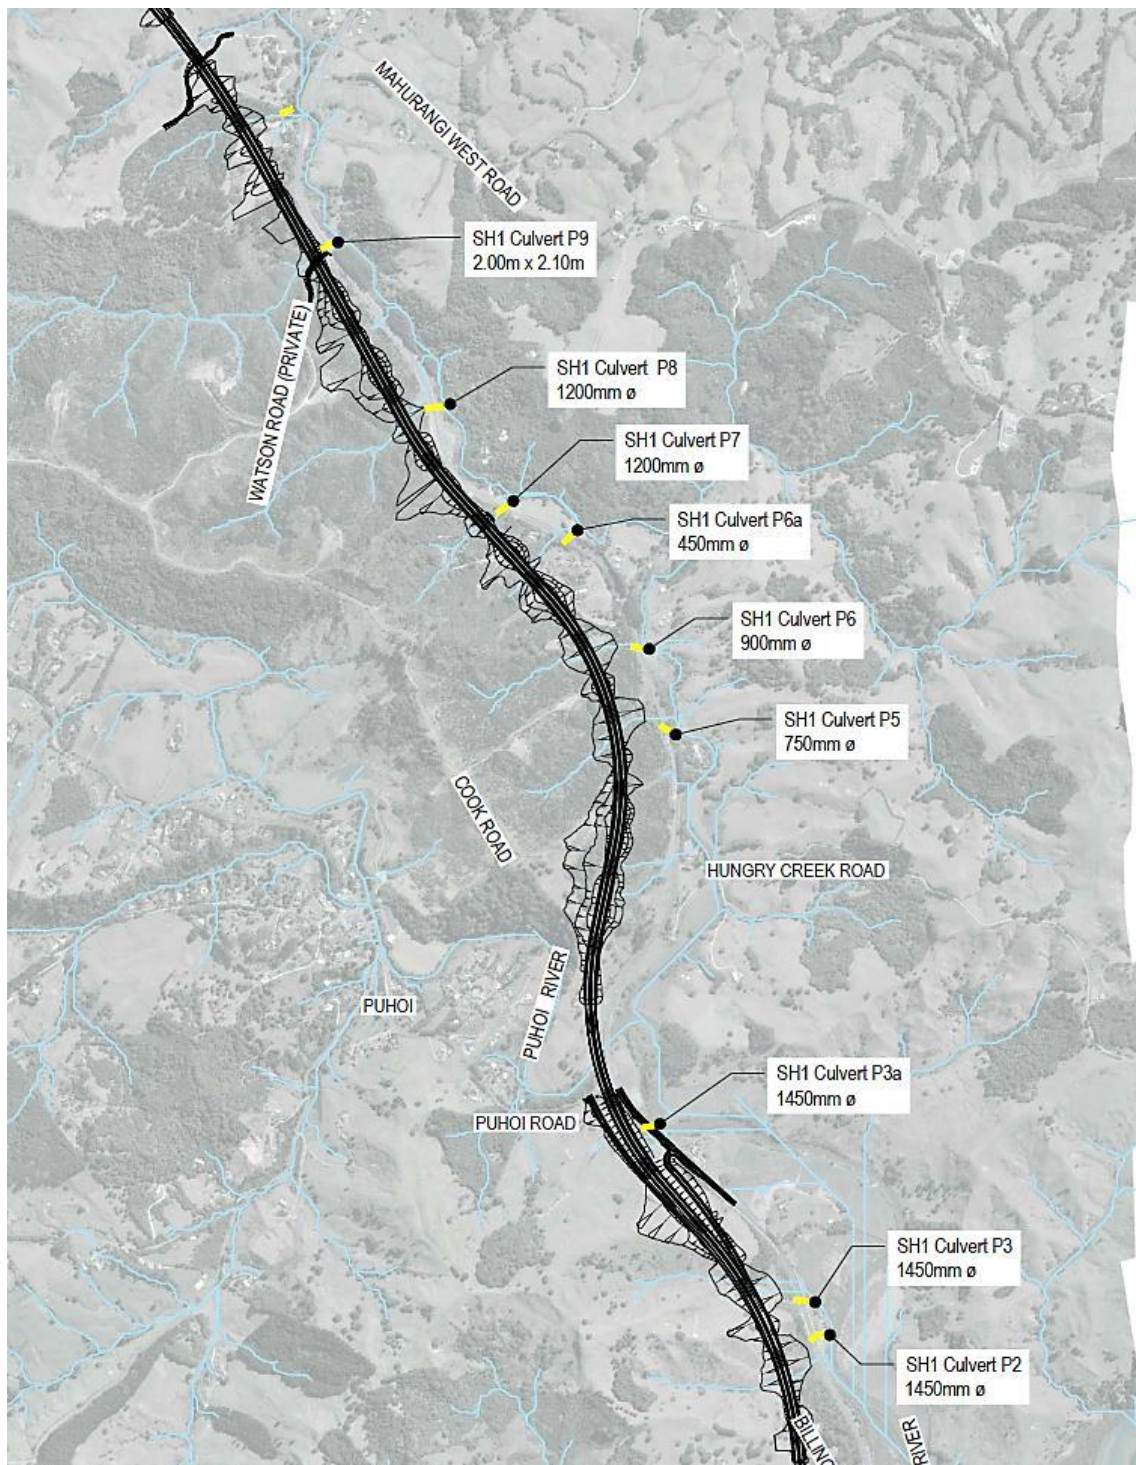 MAHURANGI WEST ROAD
SH1 Culvert P9
2.00m x 2.10m
WATSON ROAD (PRIVATE)
SH1 Culvert P8
1200mm ø
SH1 Culvert P7
1200mm ø
SH1 Culvert P6a
450mm ø
SH1 Culvert P6
900mm ø
SH1 Culvert P5
750mm ø
COOK ROAD
HUNGRY CREEK ROAD
PUHOI RIVER
PUHOI
SH1 Culvert P3a
1450mm ø
PUHOI ROAD
SH1 Culvert P3
1450mm ø
SH1 Culvert P2
1450mm ø
RIVER